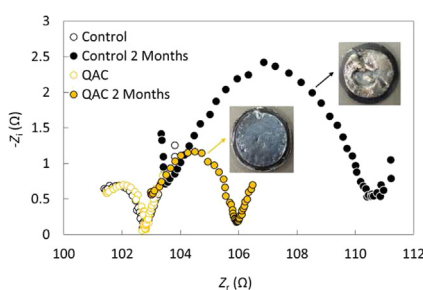 3
2.5
2
1.5
1
0.5
0
-Zᵢ (Ω)
Control
Control 2 Months
QAC
QAC 2 Months
100 102 104 106 108 110 112
Zᵣ (Ω)